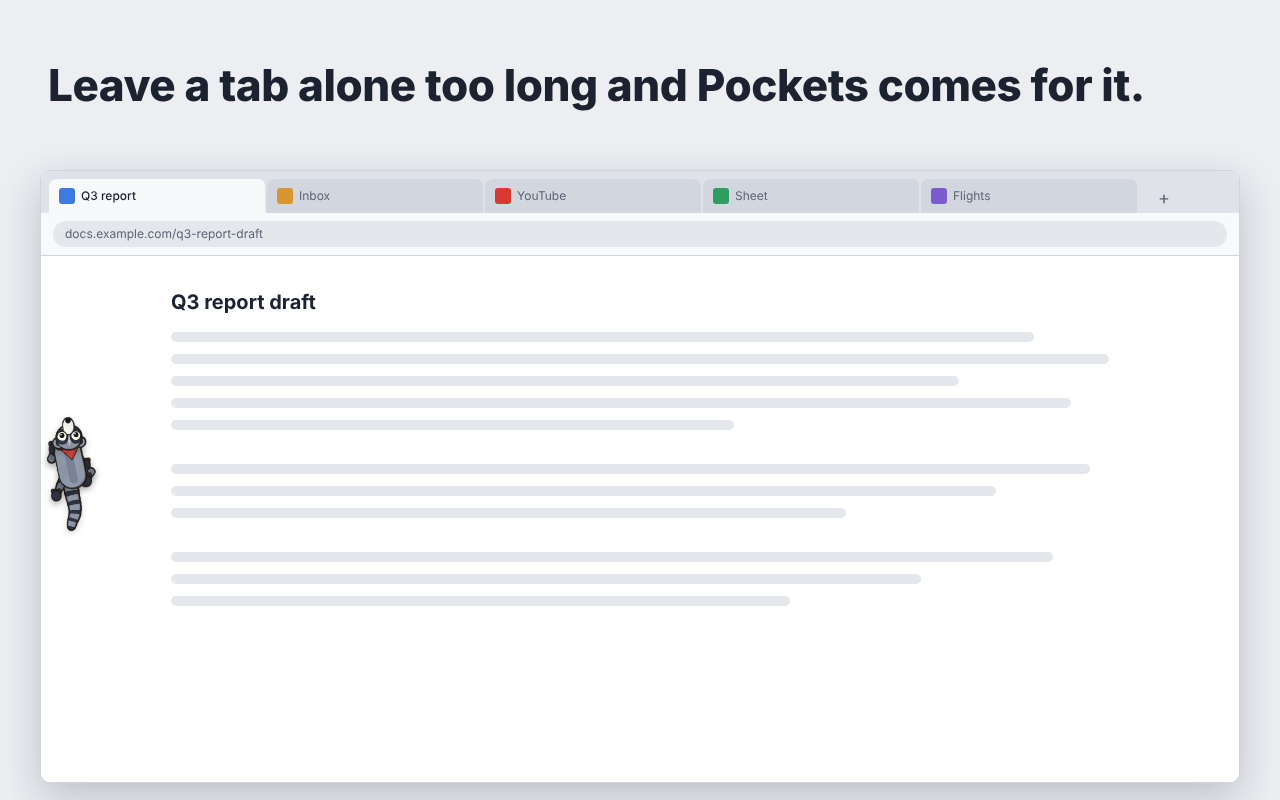 Leave a tab alone too long and Pockets comes for it.
Q3 report
Inbox
YouTube
Sheet
Flights
+
docs.example.com/q3-report-draft
Q3 report draft